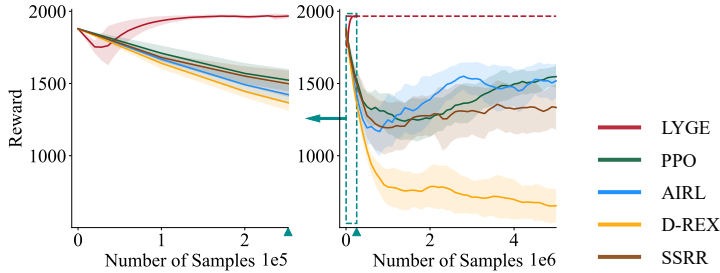 2000
1500
1000
Reward
0
1
2
Number of Samples 1e5
2000
1500
1000
0
2
4
Number of Samples 1e6
LYGE
PPO
AIRL
D-REX
SSRR